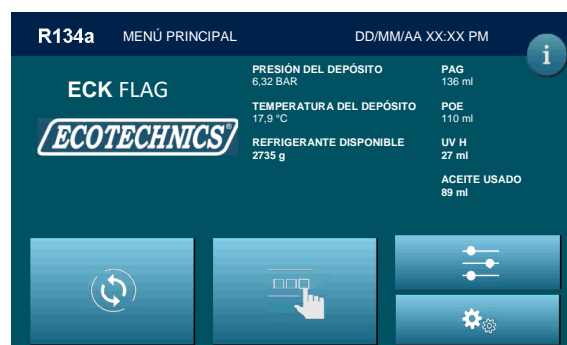 R134a MENÚ PRINCIPAL DD/MM/AA XX:XX PM
i
ECK FLAG
ECOTECHNICS®
PRESIÓN DEL DEPÓSITO
6,32 BAR
TEMPERATURA DEL DEPÓSITO
17,9 °C
REFRIGERANTE DISPONIBLE
2735 g
PAG
136 ml
POE
110 ml
UV H
27 ml
ACEITE USADO
89 ml